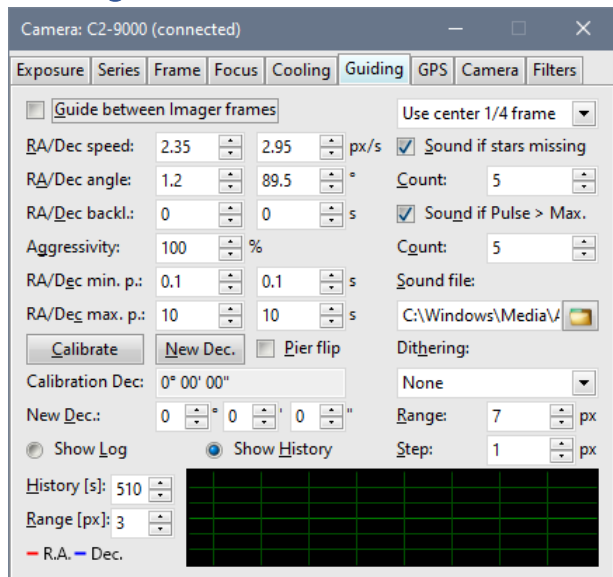 Camera: C2-9000 (connected)
Exposure Series Frame Focus Cooling Guiding GPS Camera Filters
Guide between Imager frames Use center 1/4 frame
RA/Dec speed: 2.35 2.95 px/s Sound if stars missing
RA/Dec angle: 1.2 89.5 ° Count: 5
RA/Dec backl.: 0 0 s Sound if Pulse > Max.
Aggressivity: 100 % Count: 5
RA/Dec min. p.: 0.1 0.1 s Sound file:
RA/Dec max. p.: 10 10 s C:\Windows\Media\
Calibrate New Dec. Pier flip Dithering:
Calibration Dec: 0° 00' 00" None
New Dec.: 0 ° 0 ' 0 " Range: 7 px
Show Log Show History Step: 1 px
History [s]: 510
Range [px]: 3
R.A. Dec.